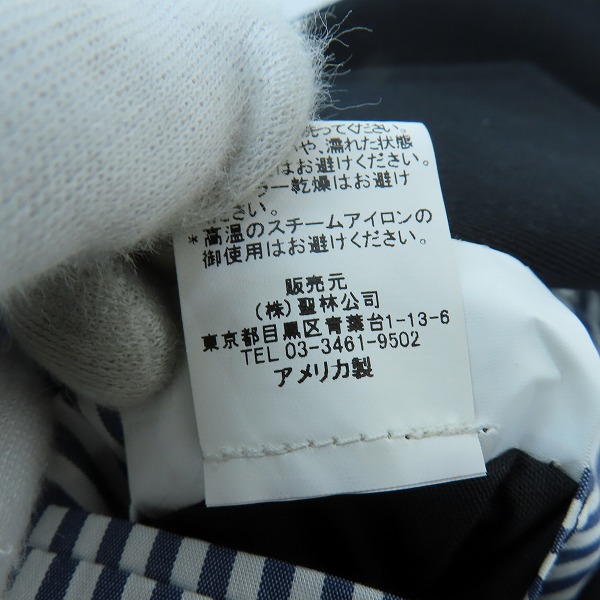 洗ってください。
や、濡れた状態
はお避けください。
ー乾燥はお避け
ださい。
*高温のスチームアイロンの
御使用はお避けください。
販売元
(株)聖林公司
東京都目黒区青葉台1-13-6
TEL 03-3461-9502
アメリカ製